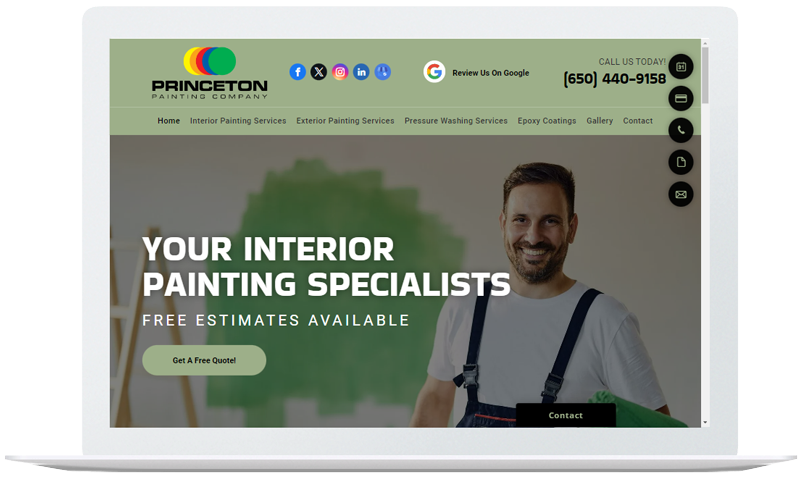 PRINCETON
PAINTING COMPANY
Review Us On Google
CALL US TODAY!
(650) 440-9158
Home Interior Painting Services Exterior Painting Services Pressure Washing Services Epoxy Coatings Gallery Contact
YOUR INTERIOR
PAINTING SPECIALISTS
FREE ESTIMATES AVAILABLE
Get A Free Quote!
Contact